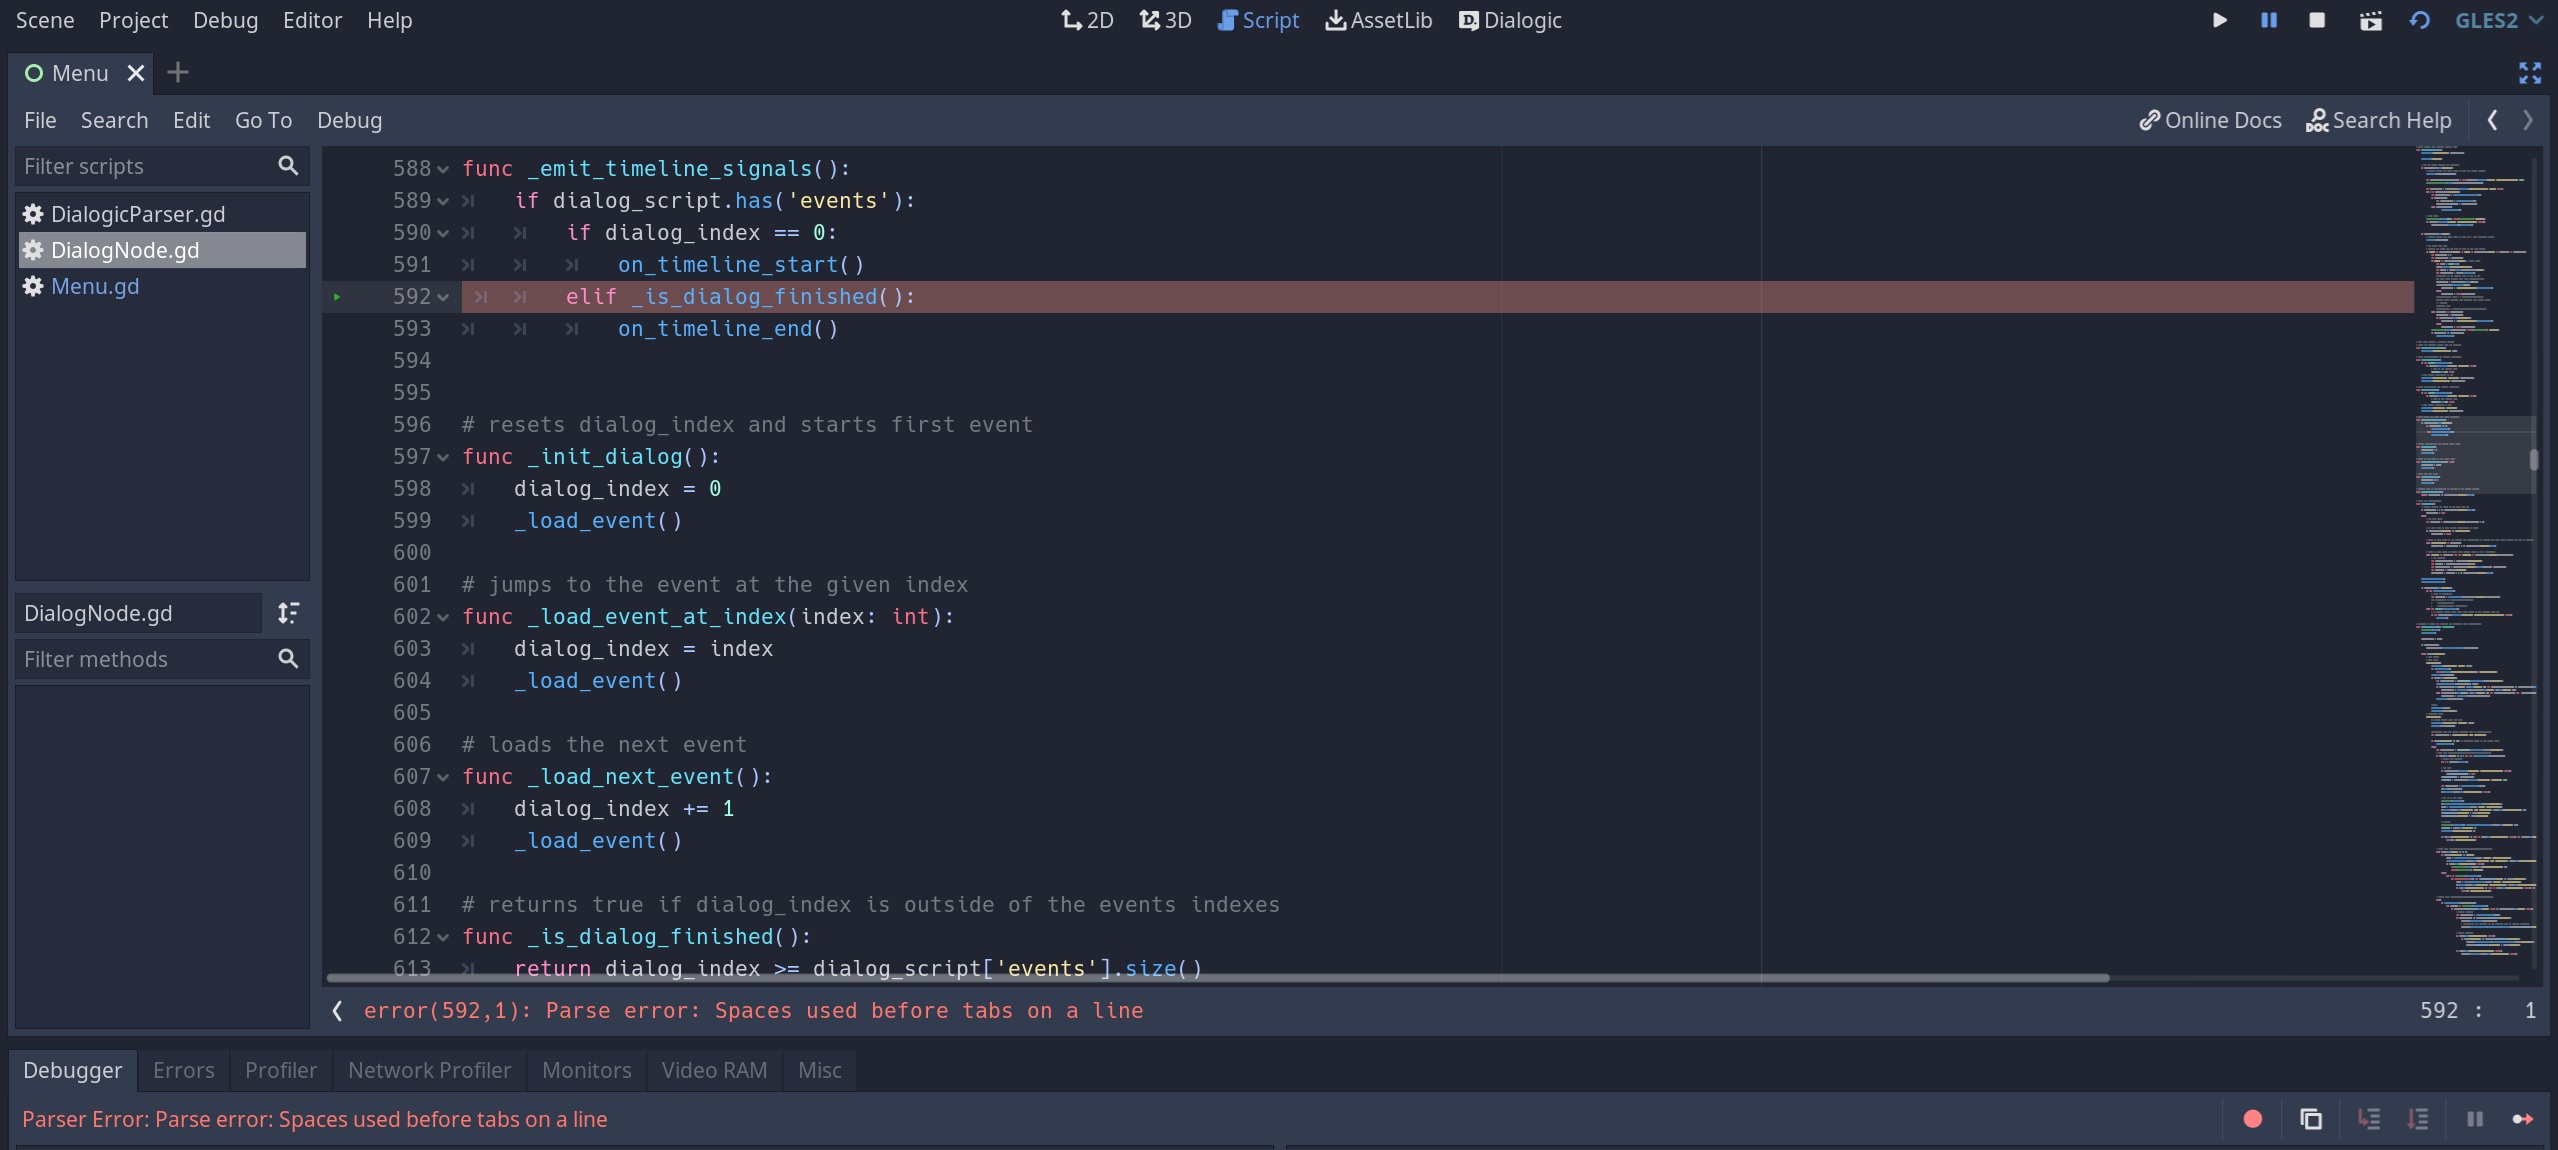 Scene Project Debug Editor Help 2D 3D Script AssetLib Dialogic GLES2
Menu
File Search Edit Go To Debug Online Docs Search Help
Filter scripts
DialogicParser.gd
DialogNode.gd
Menu.gd
DialogNode.gd
Filter methods
588 func _emit_timeline_signals():
589 if dialog_script.has('events'):
590 if dialog_index == 0:
591 on_timeline_start()
592 elif _is_dialog_finished():
593 on_timeline_end()
594
595
596 # resets dialog_index and starts first event
597 func _init_dialog():
598 dialog_index = 0
599 _load_event()
600
601 # jumps to the event at the given index
602 func _load_event_at_index(index: int):
603 dialog_index = index
604 _load_event()
605
606 # loads the next event
607 func _load_next_event():
608 dialog_index += 1
609 _load_event()
610
611 # returns true if dialog_index is outside of the events indexes
612 func _is_dialog_finished():
613 return dialog_index >= dialog_script['events'].size()
error(592,1): Parse error: Spaces used before tabs on a line 592 : 1
Debugger Errors Profiler Network Profiler Monitors Video RAM Misc
Parser Error: Parse error: Spaces used before tabs on a line